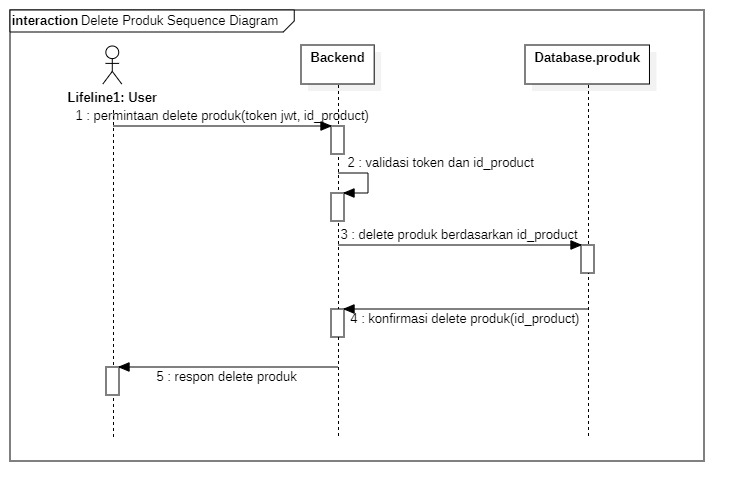 interaction Delete Produk Sequence Diagram
Backend
Database.produk
Lifeline1: User
1 : permintaan delete produk(token jwt, id_product)
2 : validasi token dan id_product
3 : delete produk berdasarkan id_product
4 : konfirmasi delete produk(id_product)
5 : respon delete produk